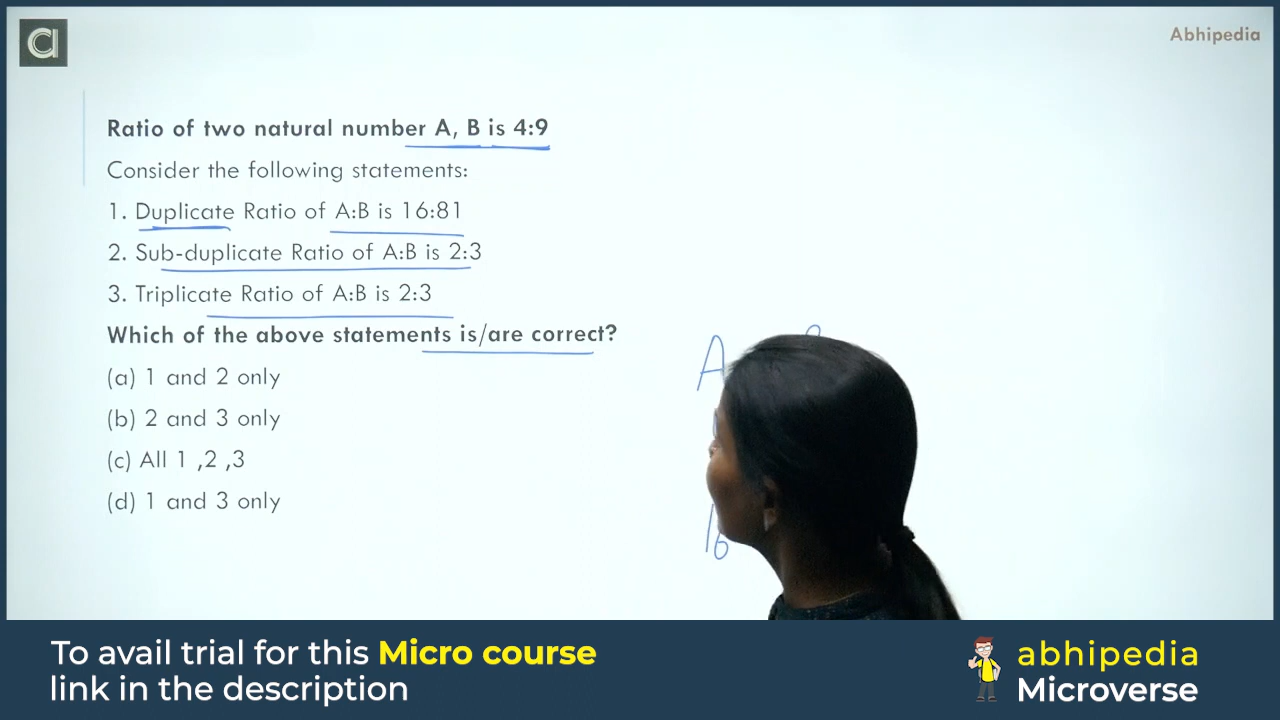 Abhipedia
Ratio of two natural number A, B is 4:9
Consider the following statements:
1. Duplicate Ratio of A:B is 16:81
2. Sub-duplicate Ratio of A:B is 2:3
3. Triplicate Ratio of A:B is 2:3
Which of the above statements is/are correct?
(a) 1 and 2 only
(b) 2 and 3 only
(c) All 1 ,2 ,3
(d) 1 and 3 only
A
16
To avail trial for this Micro course
link in the description
abhipedia
Microverse